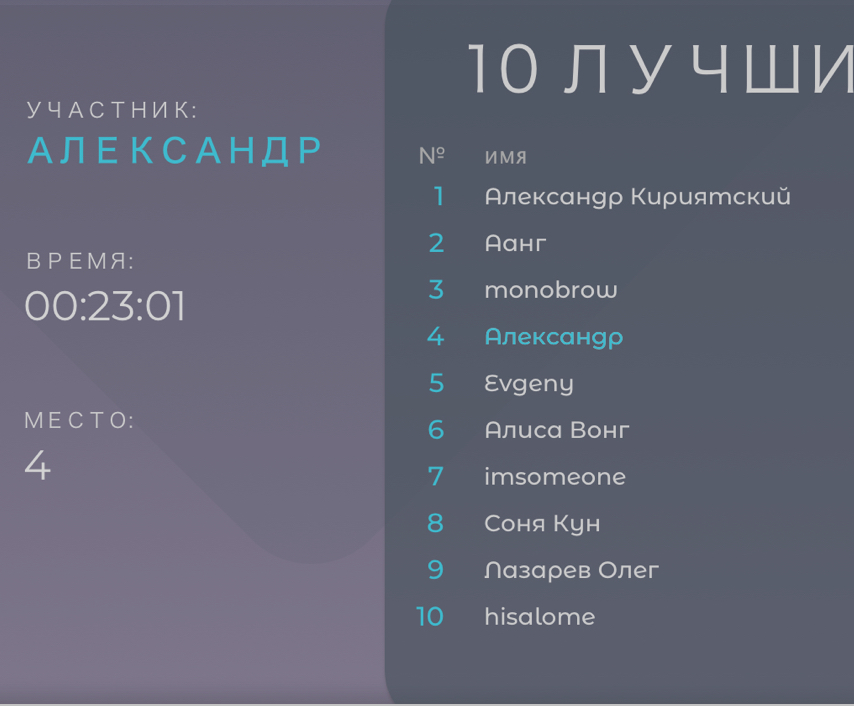 УЧАСТНИК:
АЛЕКСАНДР
ВРЕМЯ:
00:23:01
МЕСТО:
4
10 ЛУЧШИ
№ ИМЯ
1 Александр Кириятский
2 Аанг
3 monobrow
4 Александр
5 Evgeny
6 Алиса Вонг
7 imsomeone
8 Соня Кун
9 Лазарев Олег
10 hisalome